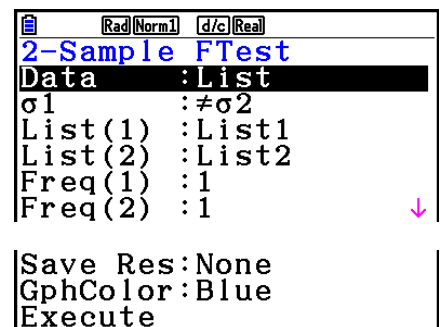 Rad Norm1 d/c Real
2-Sample FTest
Data :List
σ1 :≠σ2
List(1) :List1
List(2) :List2
Freq(1) :1
Freq(2) :1 ↓
Save Res:None
GphColor:Blue
Execute